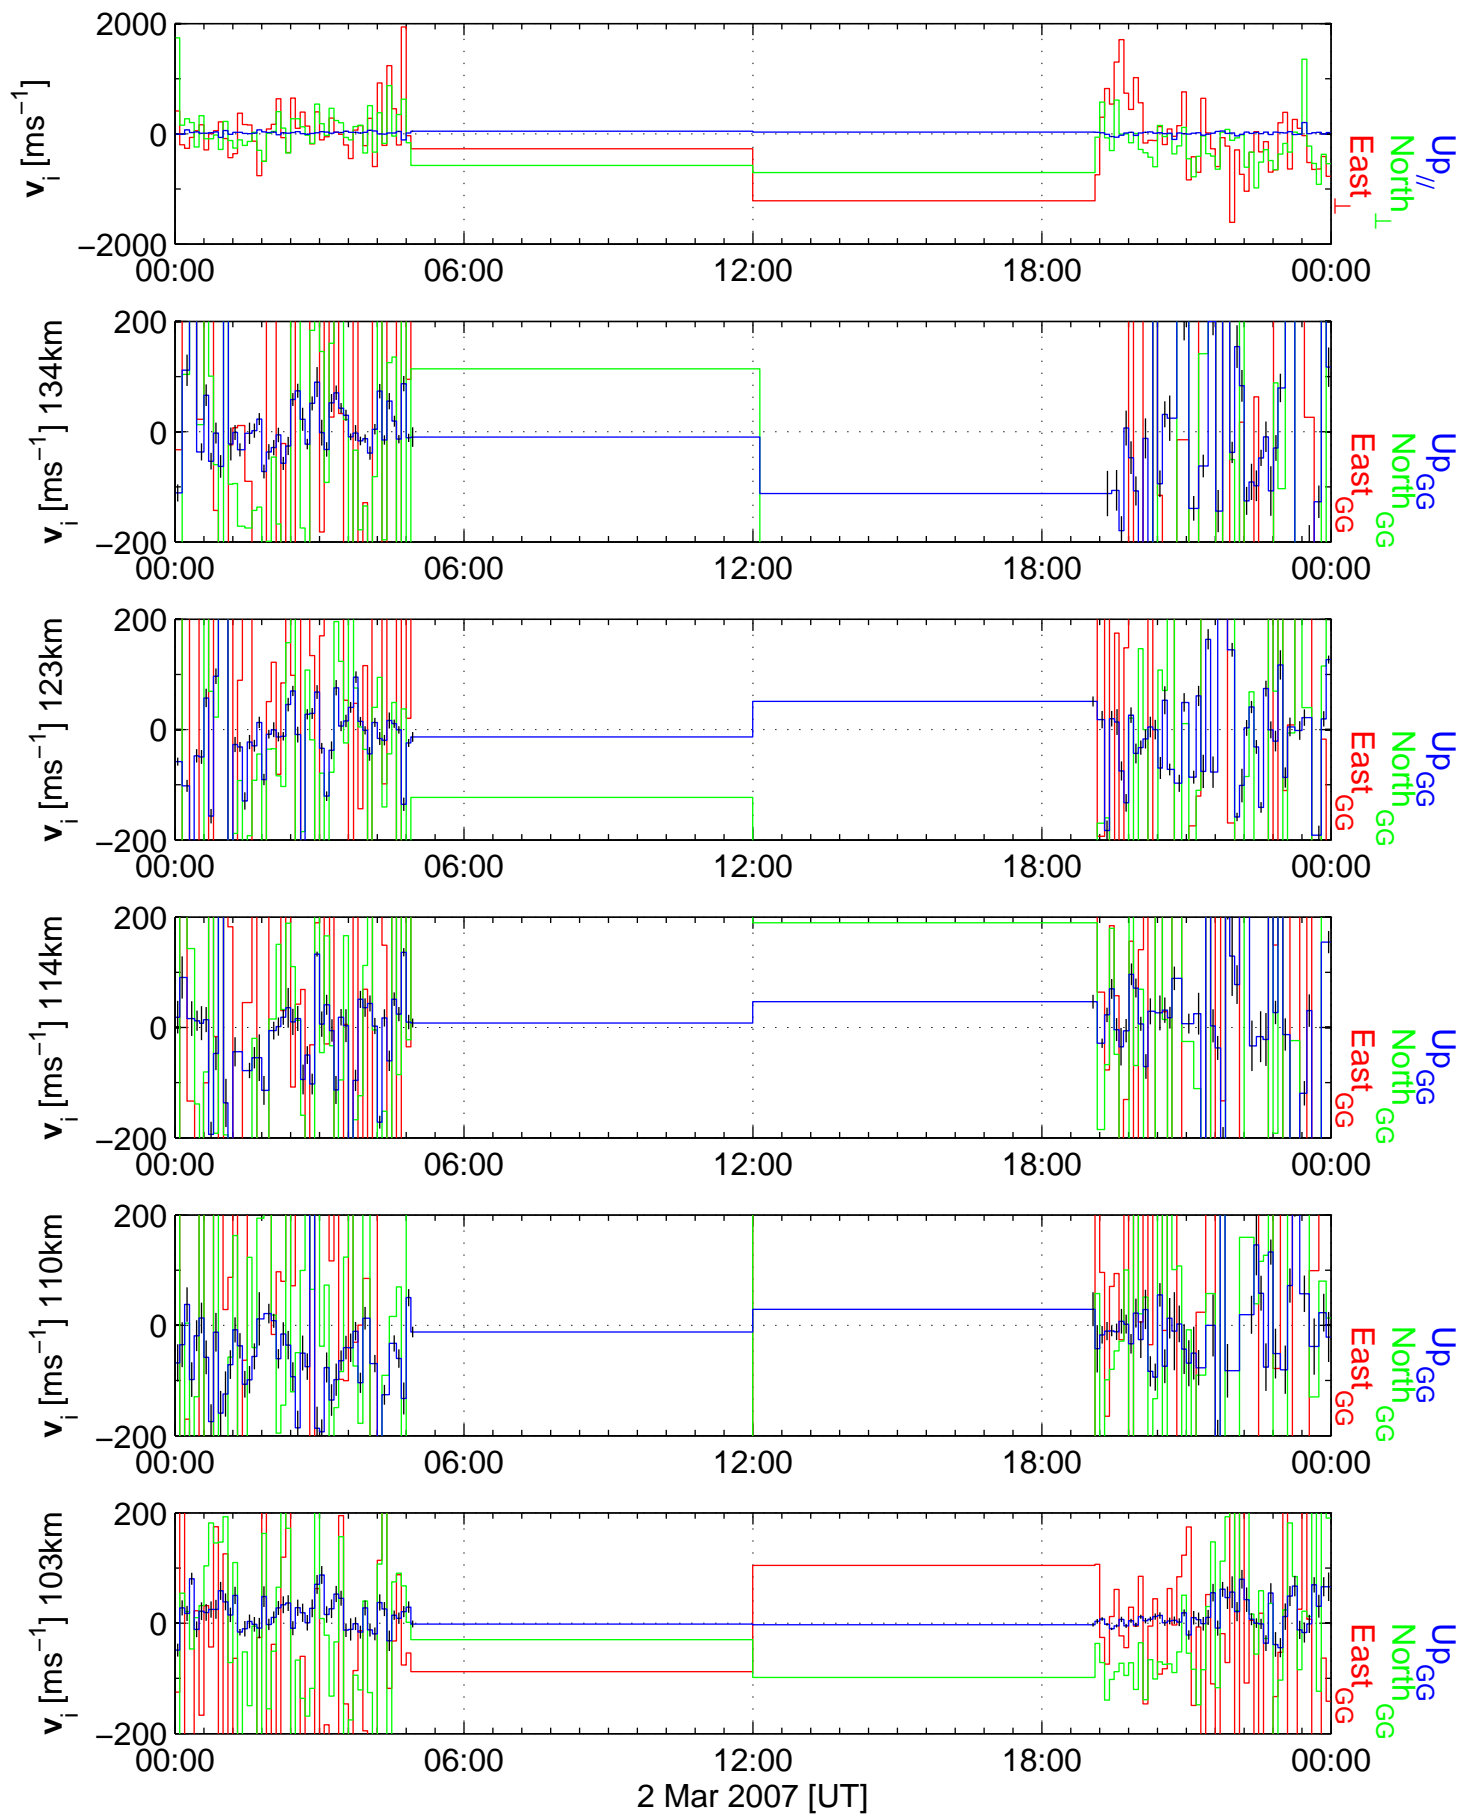 v_i [ms^−1]
2000
0
−2000
00:00 06:00 12:00 18:00 00:00
East_⊥
North_⊥
Up_//
v_i [ms^−1] 134km
200
0
−200
00:00 06:00 12:00 18:00 00:00
East_GG
North_GG
Up_GG
v_i [ms^−1] 123km
200
0
−200
00:00 06:00 12:00 18:00 00:00
East_GG
North_GG
Up_GG
v_i [ms^−1] 114km
200
0
−200
00:00 06:00 12:00 18:00 00:00
East_GG
North_GG
Up_GG
v_i [ms^−1] 110km
200
0
−200
00:00 06:00 12:00 18:00 00:00
East_GG
North_GG
Up_GG
v_i [ms^−1] 103km
200
0
−200
00:00 06:00 12:00 18:00 00:00
East_GG
North_GG
Up_GG
2 Mar 2007 [UT]